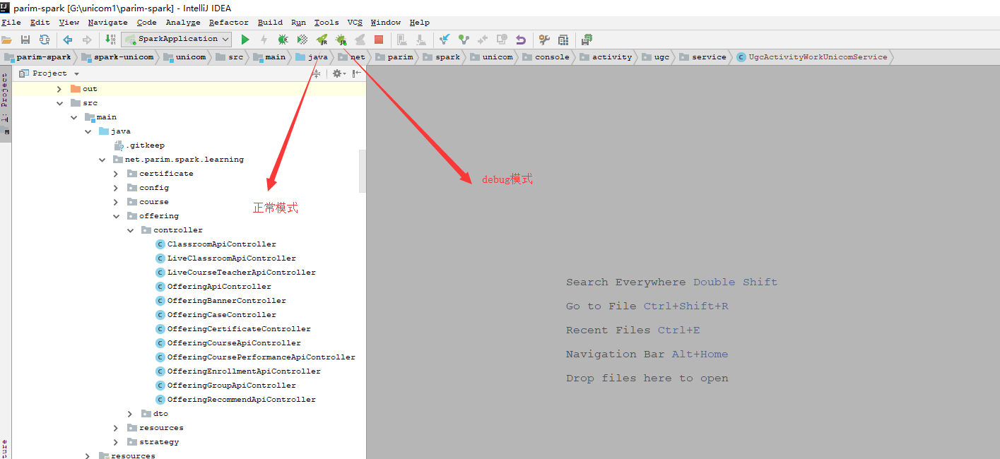 parim-spark [G:\unicom1\parim-spark] - IntelliJ IDEA
File Edit View Navigate Code Analyze Refactor Build Run Tools VCS Window Help
SparkApplication
parim-spark spark-unicom unicom src main java net parim spark unicom console activity ugc service UgcActivityWorkUnicomService
1: Project
Project
out
src
main
java
.gitkeep
net.parim.spark.learning
certificate
config
course
offering
controller
ClassroomApiController
LiveClassroomApiController
LiveCourseTeacherApiController
OfferingApiController
OfferingBannerController
OfferingCaseController
OfferingCertificateController
OfferingCourseApiController
OfferingCoursePerformanceApiController
OfferingEnrollmentApiController
OfferingGroupApiController
OfferingRecommendApiController
dto
resources
strategy
resources
正常模式
debug模式
Search Everywhere Double Shift
Go to File Ctrl+Shift+R
Recent Files Ctrl+E
Navigation Bar Alt+Home
Drop files here to open